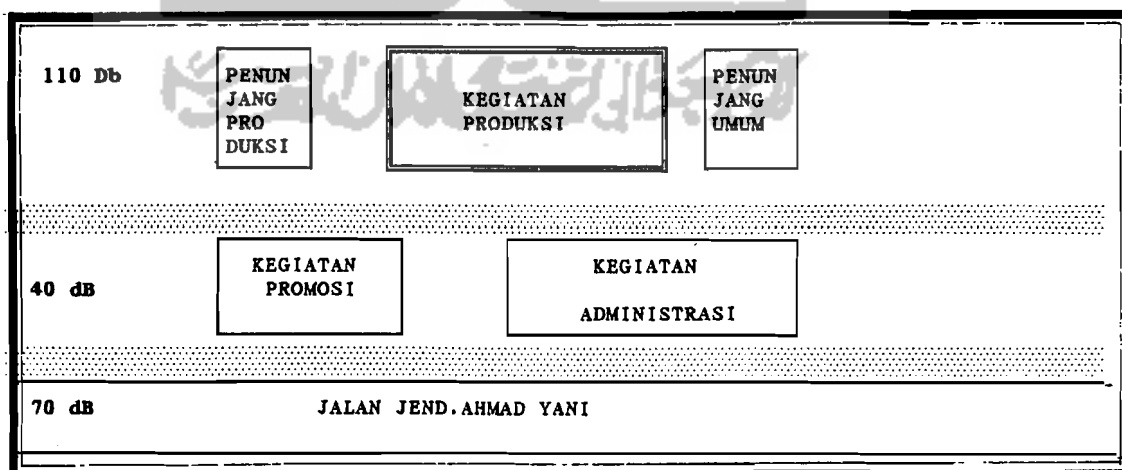 110 Db
PENUN
JANG
PRO
DUKSI
KEGIATAN
PRODUKSI
PENUN
JANG
UMUM
40 dB
KEGIATAN
PROMOSI
KEGIATAN
ADMINISTRASI
70 dB
JALAN JEND.AHMAD YANI